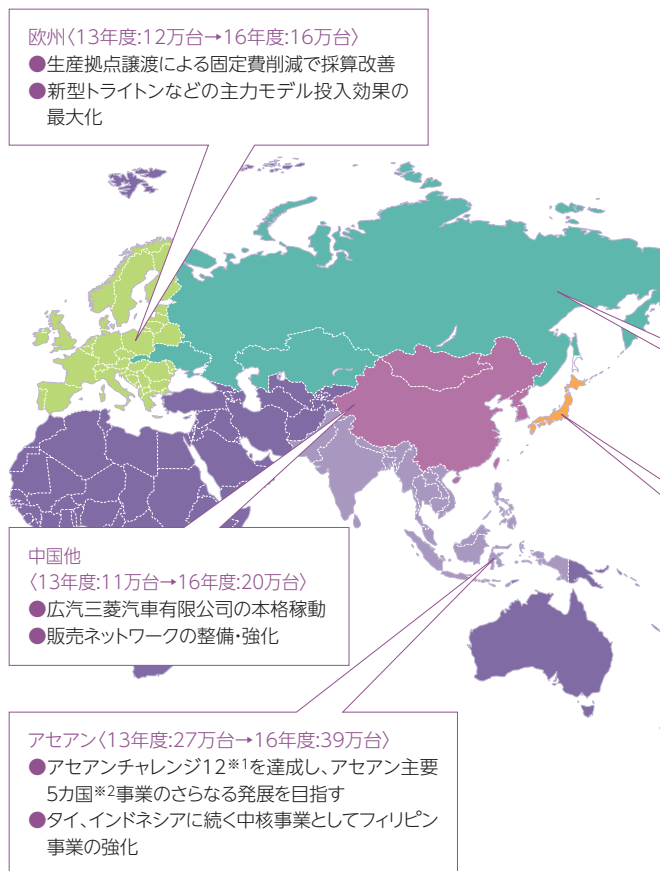 欧州〈13年度:12万台→16年度:16万台〉
●生産拠点譲渡による固定費削減で採算改善
●新型トライトンなどの主力モデル投入効果の
最大化
中国他
〈13年度:11万台→16年度:20万台〉
●広汽三菱汽車有限公司の本格稼動
●販売ネットワークの整備・強化
アセアン〈13年度:27万台→16年度:39万台〉
●アセアンチャレンジ12※1を達成し、アセアン主要
5カ国※2事業のさらなる発展を目指す
●タイ、インドネシアに続く中核事業としてフィリピン
事業の強化